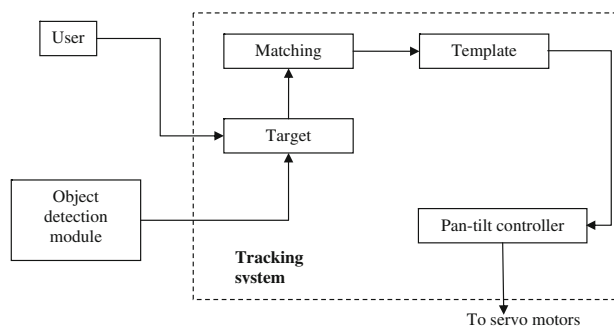 User
Matching
Template
Target
Object
detection
module
Pan-tilt controller
Tracking
system
To servo motors